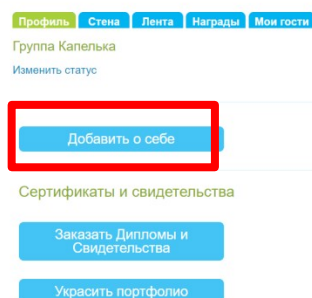 Профиль Стена Лента Награды Мои гости
Группа Капелька
Изменить статус
Добавить о себе
Сертификаты и свидетельства
Заказать Дипломы и
Свидетельства
Украсить портфолио